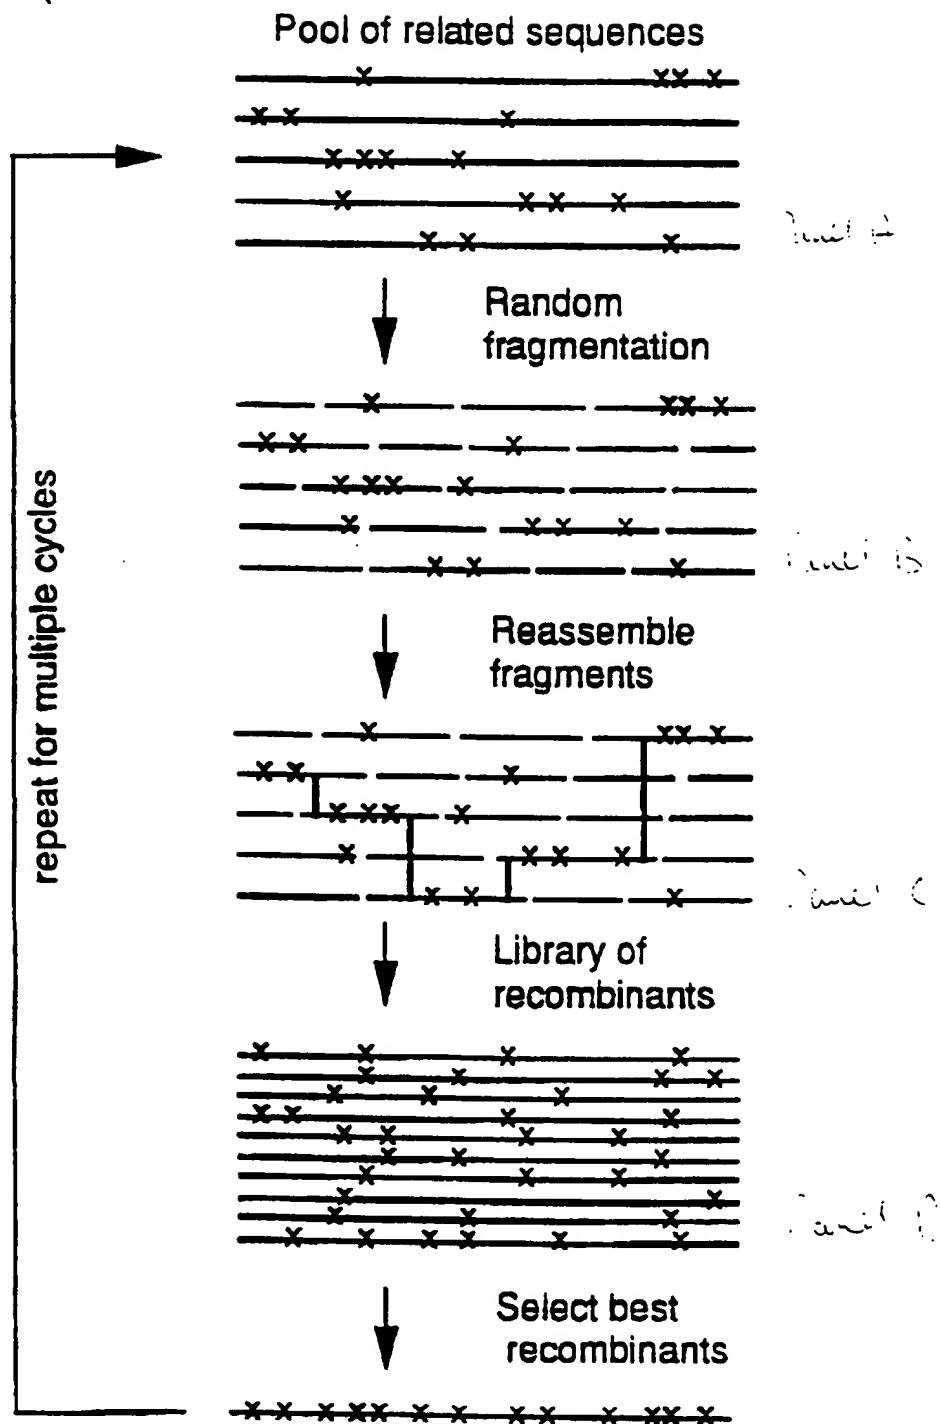 Pool of related sequences
Random
fragmentation
Reassemble
fragments
repeat for multiple cycles
Library of
recombinants
Select best
recombinants